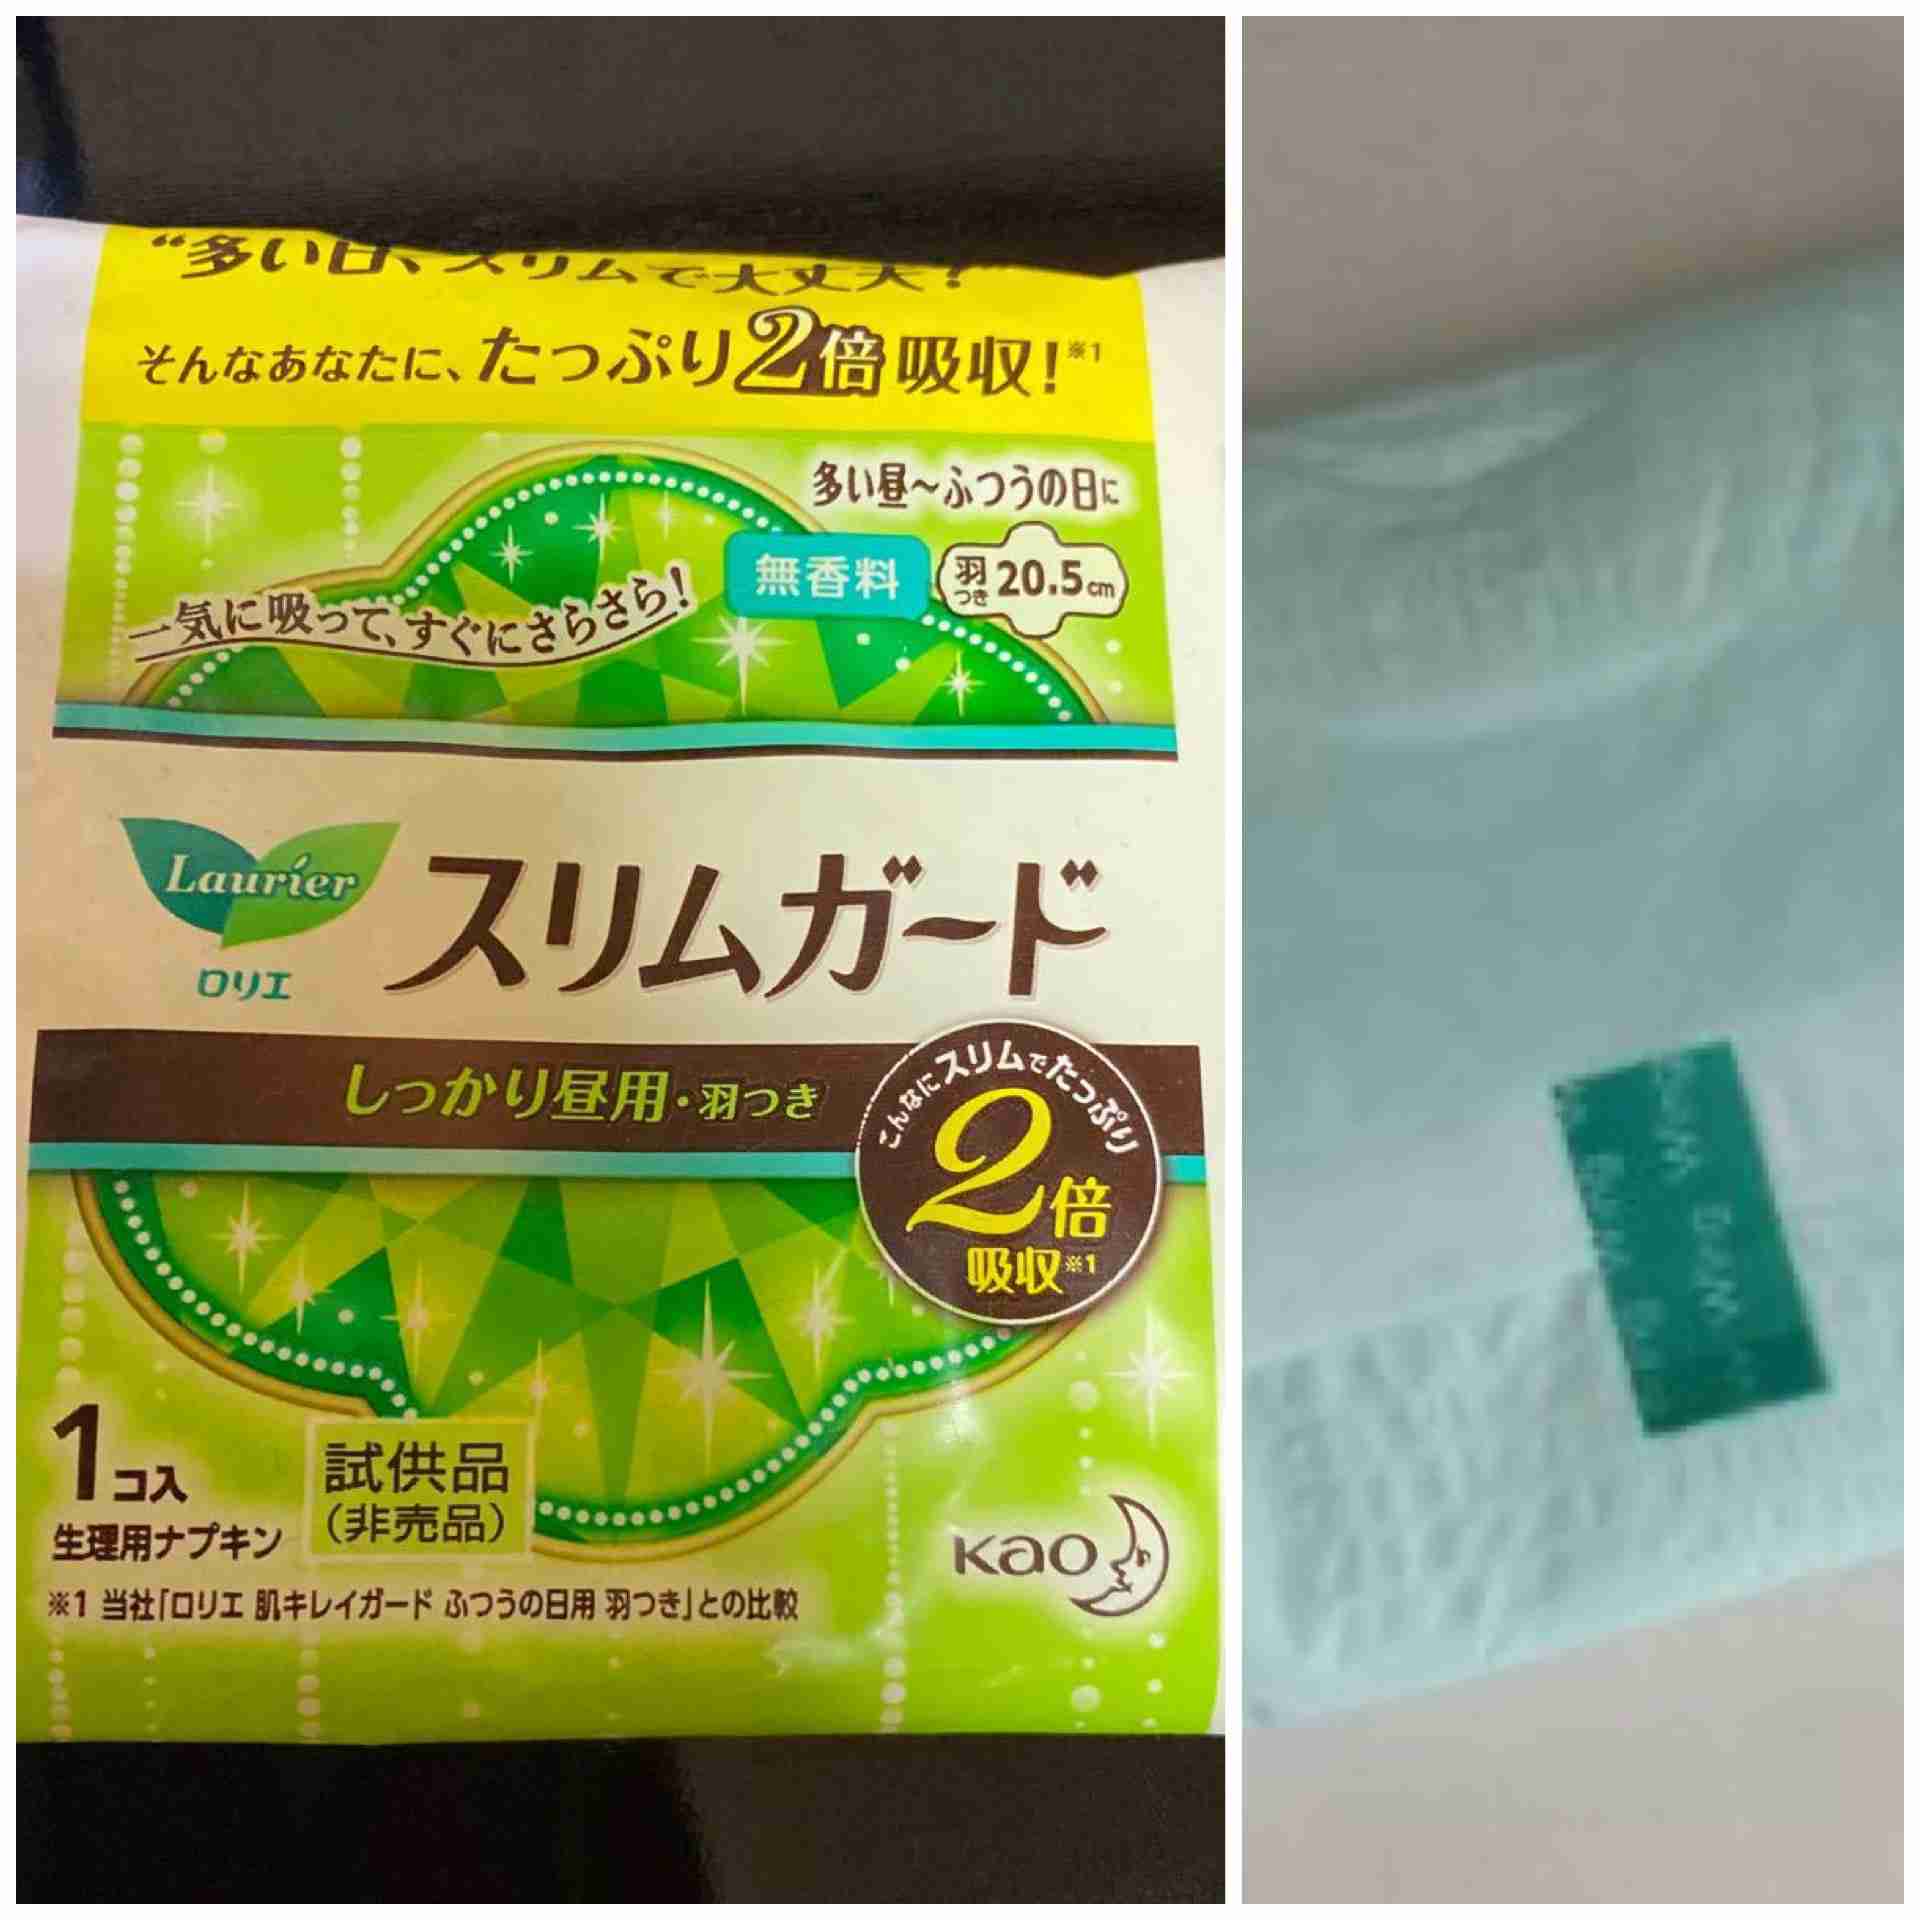 “多い日、スリムで大丈夫?”
そんなあなたに、たっぷり2倍吸収!※1
多い昼～ふつうの日に
無香料
羽つき 20.5cm
一気に吸って、すぐにさらさら!
Laurier
ロリエ
スリムガード
しっかり昼用・羽つき
こんなにスリムでたっぷり
2倍
吸収※1
1コ入
生理用ナプキン
試供品
(非売品)
Kao
※1 当社「ロリエ 肌キレイガード ふつうの日用 羽つき」との比較